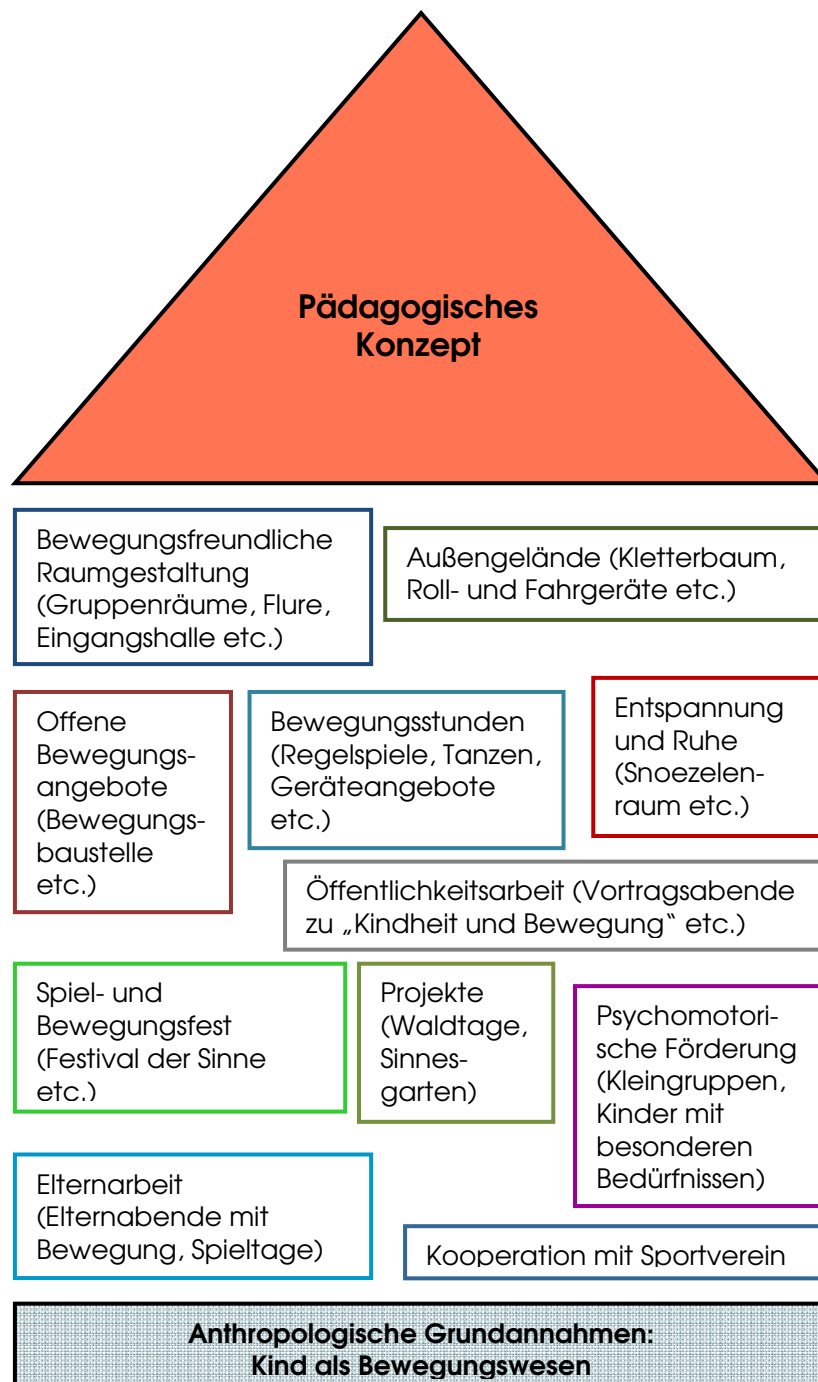 Pädagogisches
Konzept
Bewegungsfreundliche
Raumgestaltung
(Gruppenräume, Flure,
Eingangshalle etc.)
Außengelände (Kletterbaum,
Roll- und Fahrgeräte etc.)
Offene
Bewegungs-
angebote
(Bewegungs-
baustelle
etc.)
Bewegungsstunden
(Regelspiele, Tanzen,
Geräteangebote
etc.)
Entspannung
und Ruhe
(Snoezelen-
raum etc.)
Öffentlichkeitsarbeit (Vortragsabende
zu „Kindheit und Bewegung“ etc.)
Spiel- und
Bewegungsfest
(Festival der Sinne
etc.)
Projekte
(Waldtage,
Sinnes-
garten)
Psychomotori-
sche Förderung
(Kleingruppen,
Kinder mit
besonderen
Bedürfnissen)
Elternarbeit
(Elternabende mit
Bewegung, Spieltage)
Kooperation mit Sportverein
Anthropologische Grundannahmen:
Kind als Bewegungswesen